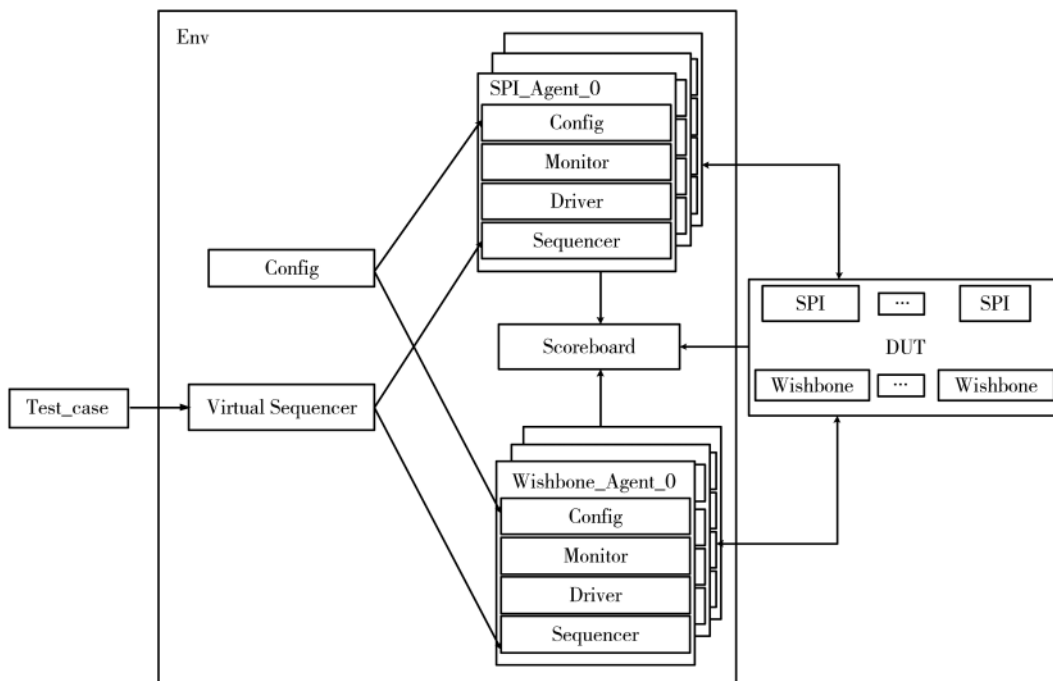 Env
SPI_Agent_0
Config
Monitor
Driver
Sequencer
Config
Scoreboard
SPI
...
SPI
DUT
Wishbone
...
Wishbone
Test_case
Virtual Sequencer
Wishbone_Agent_0
Config
Monitor
Driver
Sequencer